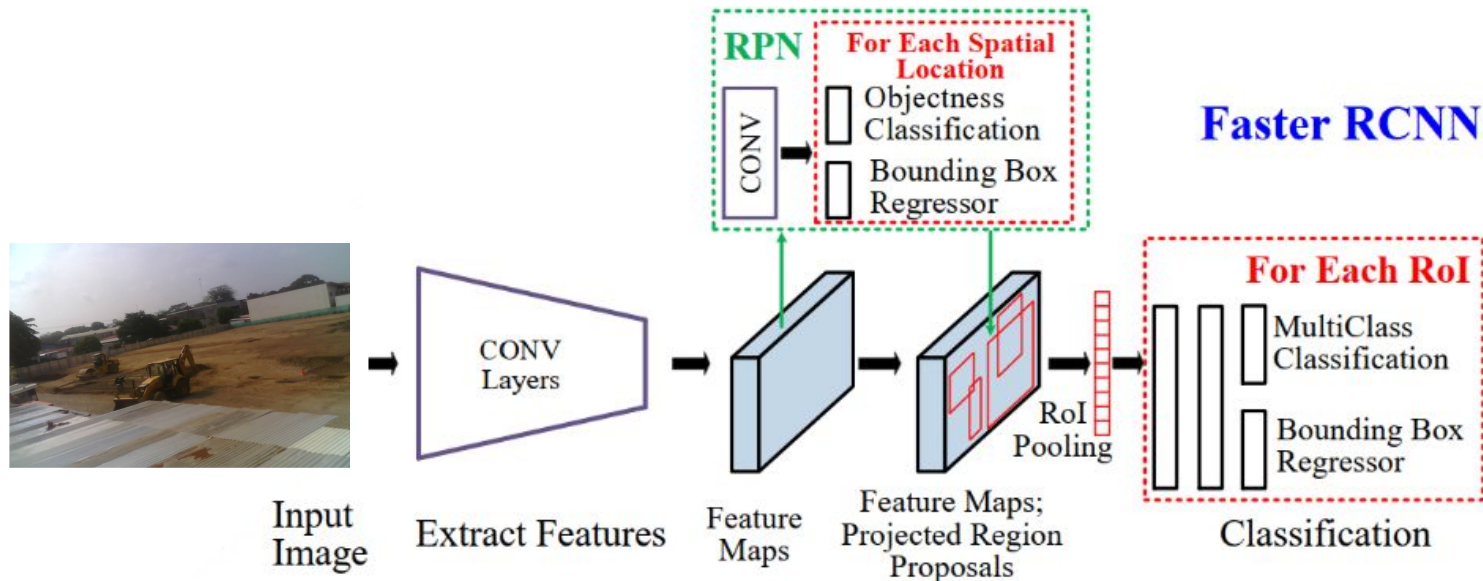 RPN
For Each Spatial
Location
CONV
Objectness
Classification
Bounding Box
Regressor
Faster RCNN
CONV
Layers
RoI
Pooling
For Each RoI
MultiClass
Classification
Bounding Box
Regressor
Input
Image
Extract Features
Feature
Maps
Feature Maps;
Projected Region
Proposals
Classification